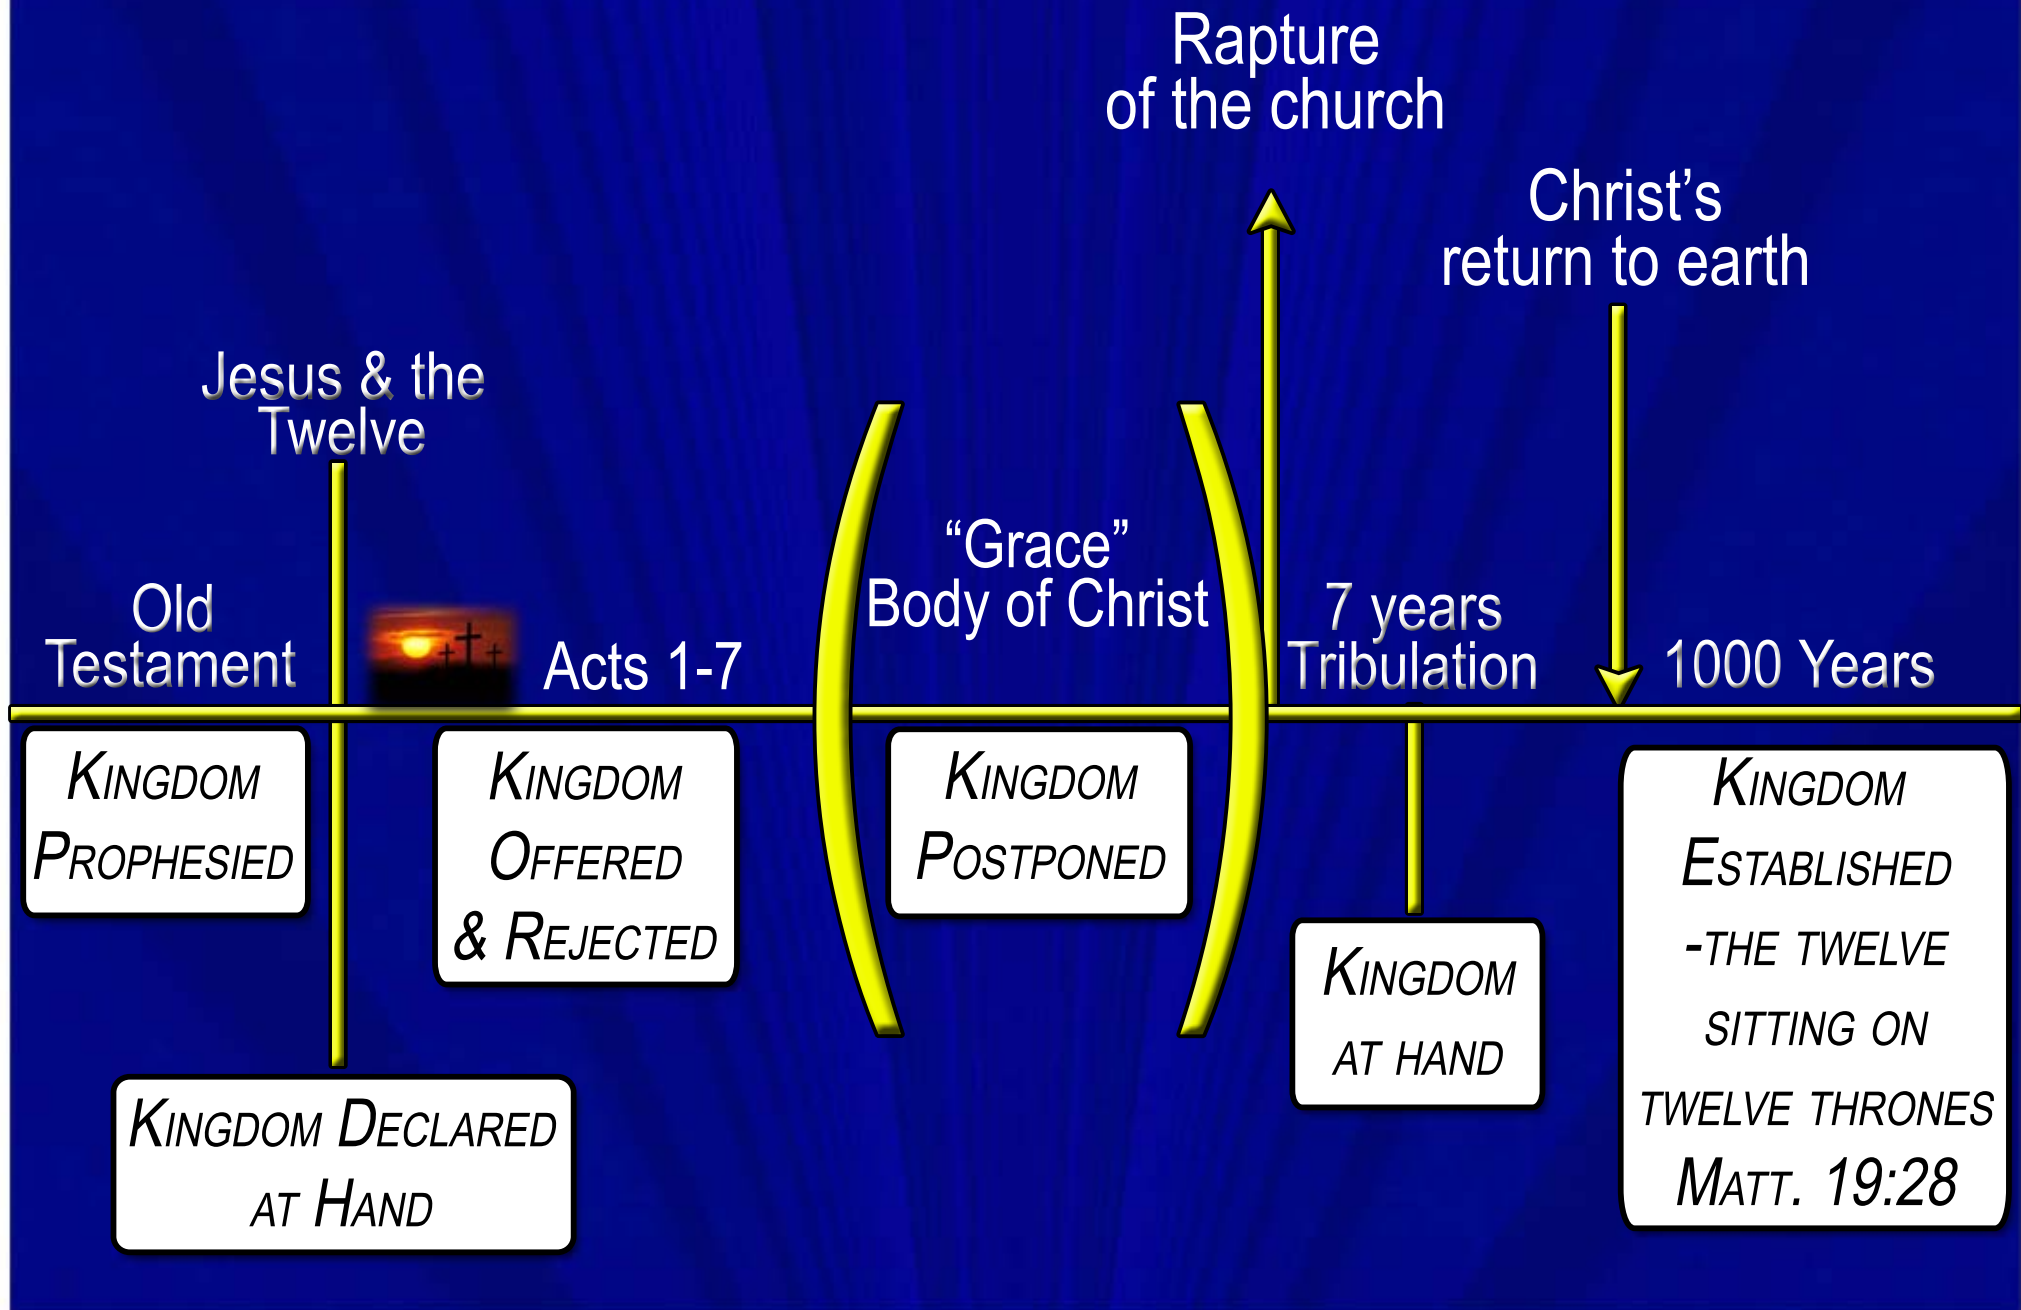 Rapture
of the church
Christ’s
return to earth
Jesus & the
Twelve
“Grace”
Body of Christ
Old
Testament
Acts 1-7
7 years
Tribulation
1000 Years
KINGDOM
PROPHESIED
KINGDOM
OFFERED
& REJECTED
KINGDOM
POSTPONED
KINGDOM
AT HAND
KINGDOM
ESTABLISHED
-THE TWELVE
SITTING ON
TWELVE THRONES
MATT. 19:28
KINGDOM DECLARED
AT HAND